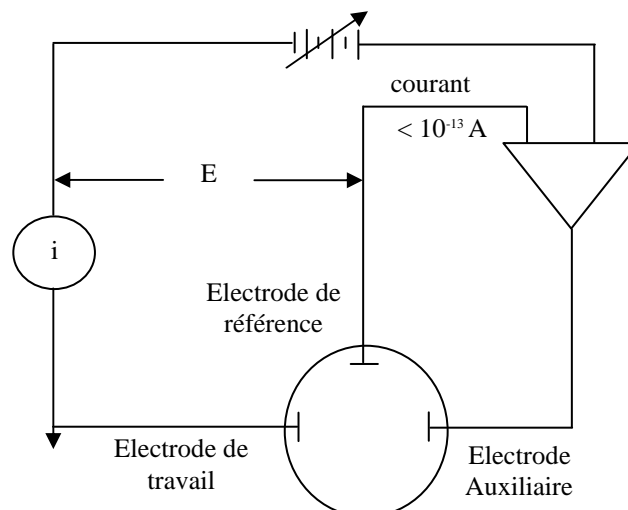 courant
< 10⁻¹³ A
E
i
Electrode de
référence
Electrode de
travail
Electrode
Auxiliaire